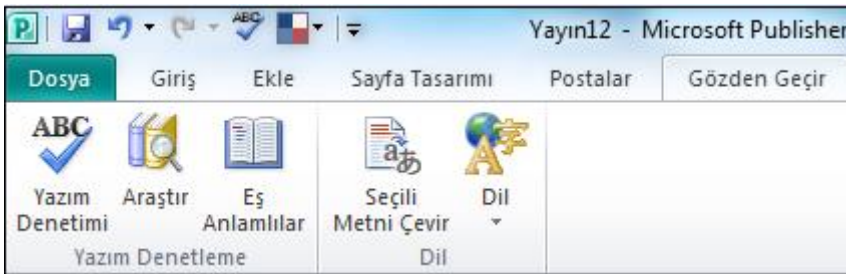 ABC
Yayın12 - Microsoft Publisher
Dosya Giriş Ekle Sayfa Tasarımı Postalar Gözden Geçir
ABC
Yazım Denetimi
Araştır
Eş Anlamlılar
Seçili Metni Çevir
Dil
Yazım Denetleme
Dil